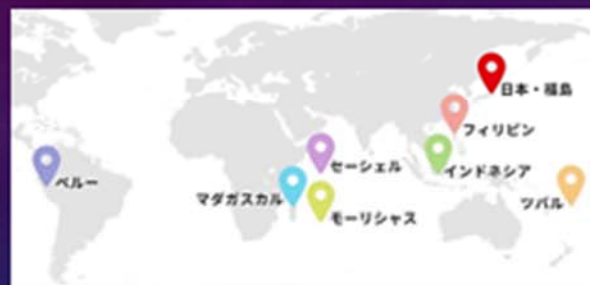 日本・福島
フィリピン
セーシェル
インドネシア
ペルー
マダガスカル
ツバル
モーリシャス